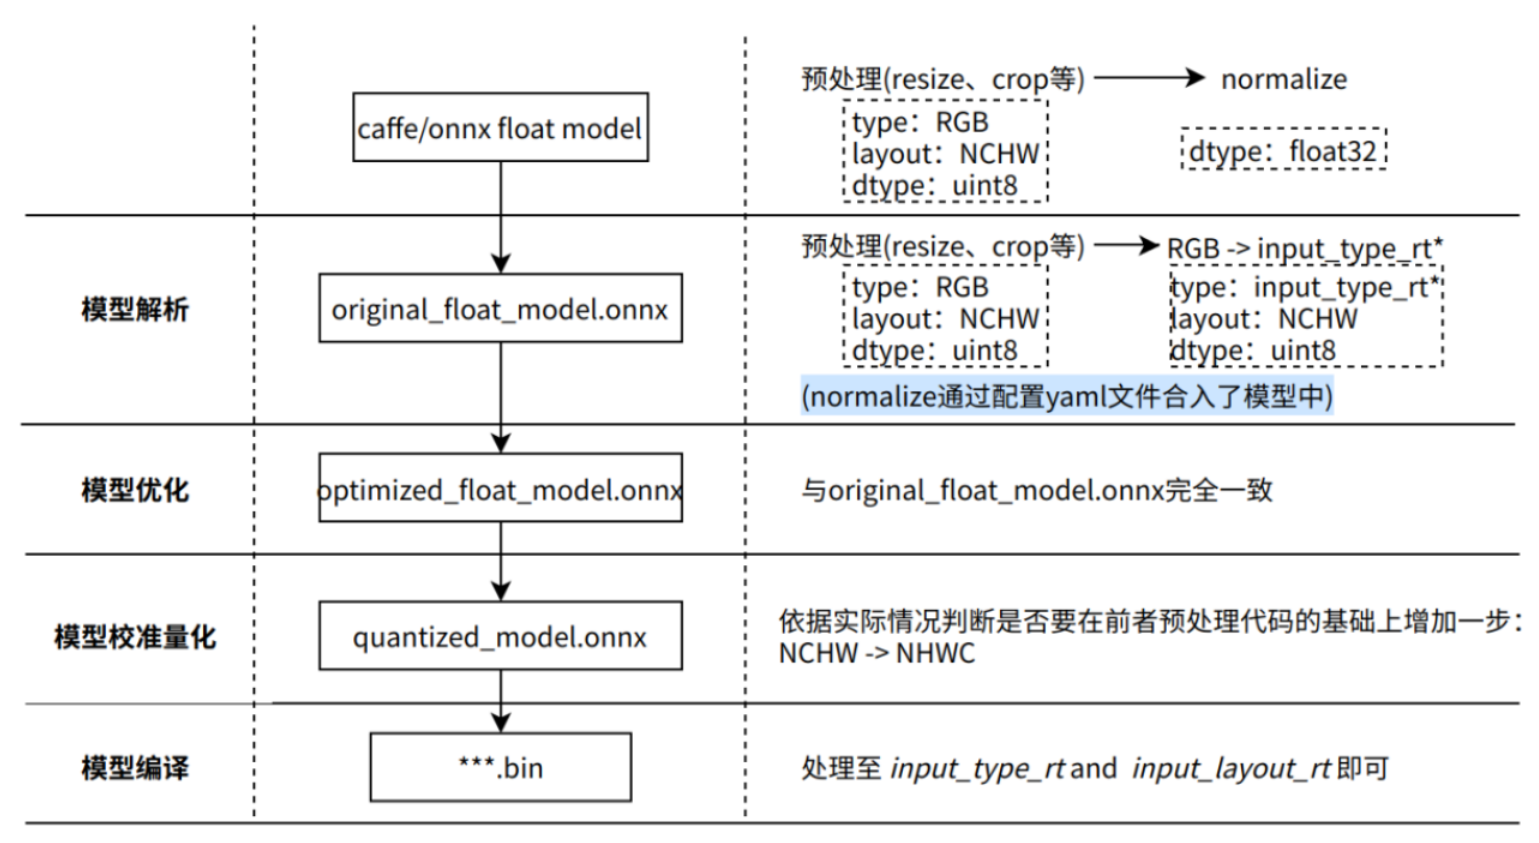 caffe/onnx float model
预处理(resize、crop等)
normalize
type：RGB
layout：NCHW
dtype：uint8
dtype：float32
模型解析
original_float_model.onnx
预处理(resize、crop等)
RGB -> input_type_rt*
type：RGB
layout：NCHW
dtype：uint8
type：input_type_rt*
layout：NCHW
dtype：uint8
(normalize通过配置yaml文件合入了模型中)
模型优化
optimized_float_model.onnx
与original_float_model.onnx完全一致
模型校准量化
quantized_model.onnx
依据实际情况判断是否要在前者预处理代码的基础上增加一步：
NCHW -> NHWC
模型编译
***.bin
处理至 input_type_rt and input_layout_rt 即可